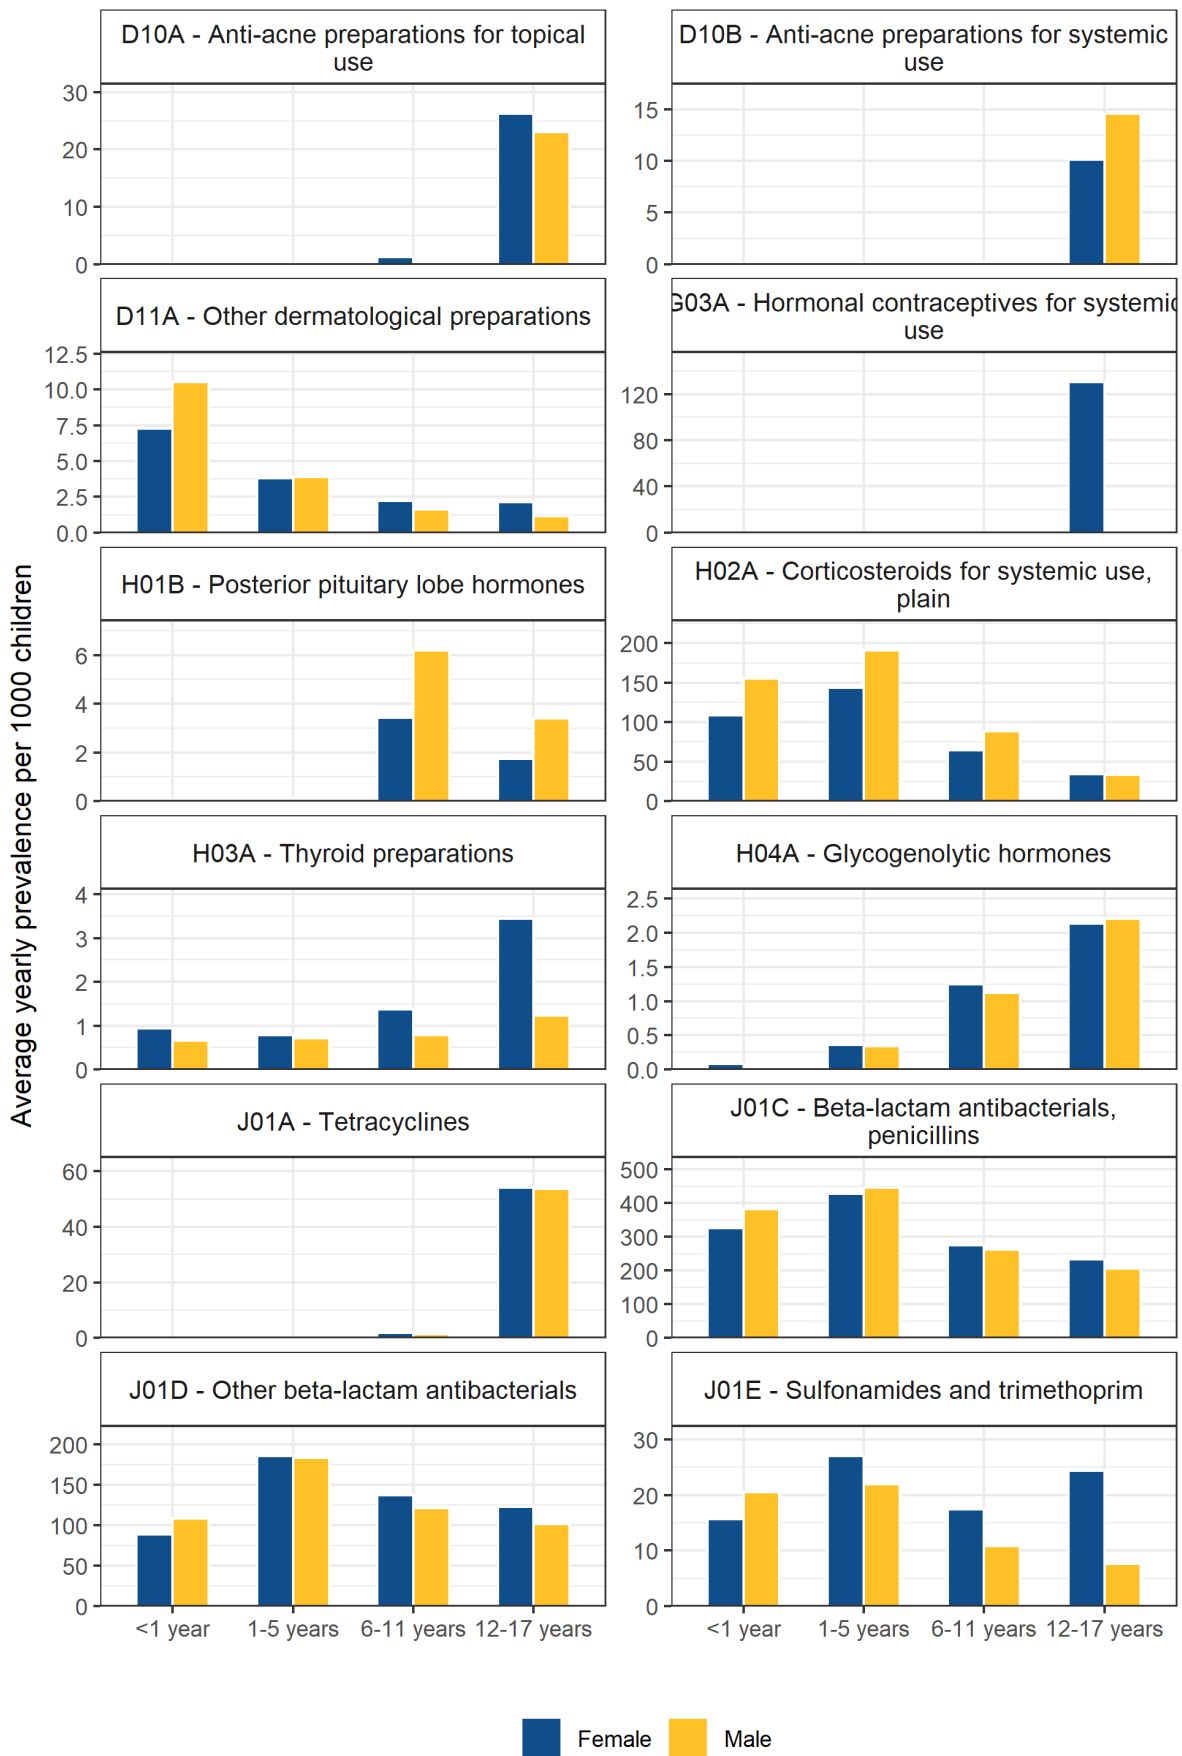 D10A - Anti-acne preparations for topical
use
D10B - Anti-acne preparations for systemic
use
30
20
10
0
15
10
5
0
D11A - Other dermatological preparations
G03A - Hormonal contraceptives for systemic
use
12.5
10.0
7.5
5.0
2.5
0.0
120
80
40
0
H01B - Posterior pituitary lobe hormones
H02A - Corticosteroids for systemic use,
plain
6
4
2
0
200
150
100
50
0
Average yearly prevalence per 1000 children
H03A - Thyroid preparations
H04A - Glycogenolytic hormones
4
3
2
1
0
2.5
2.0
1.5
1.0
0.5
0.0
J01A - Tetracyclines
J01C - Beta-lactam antibacterials,
penicillins
60
40
20
0
500
400
300
200
100
0
J01D - Other beta-lactam antibacterials
J01E - Sulfonamides and trimethoprim
200
150
100
50
0
30
20
10
0
<1 year 1-5 years 6-11 years 12-17 years
<1 year 1-5 years 6-11 years 12-17 years
Female Male